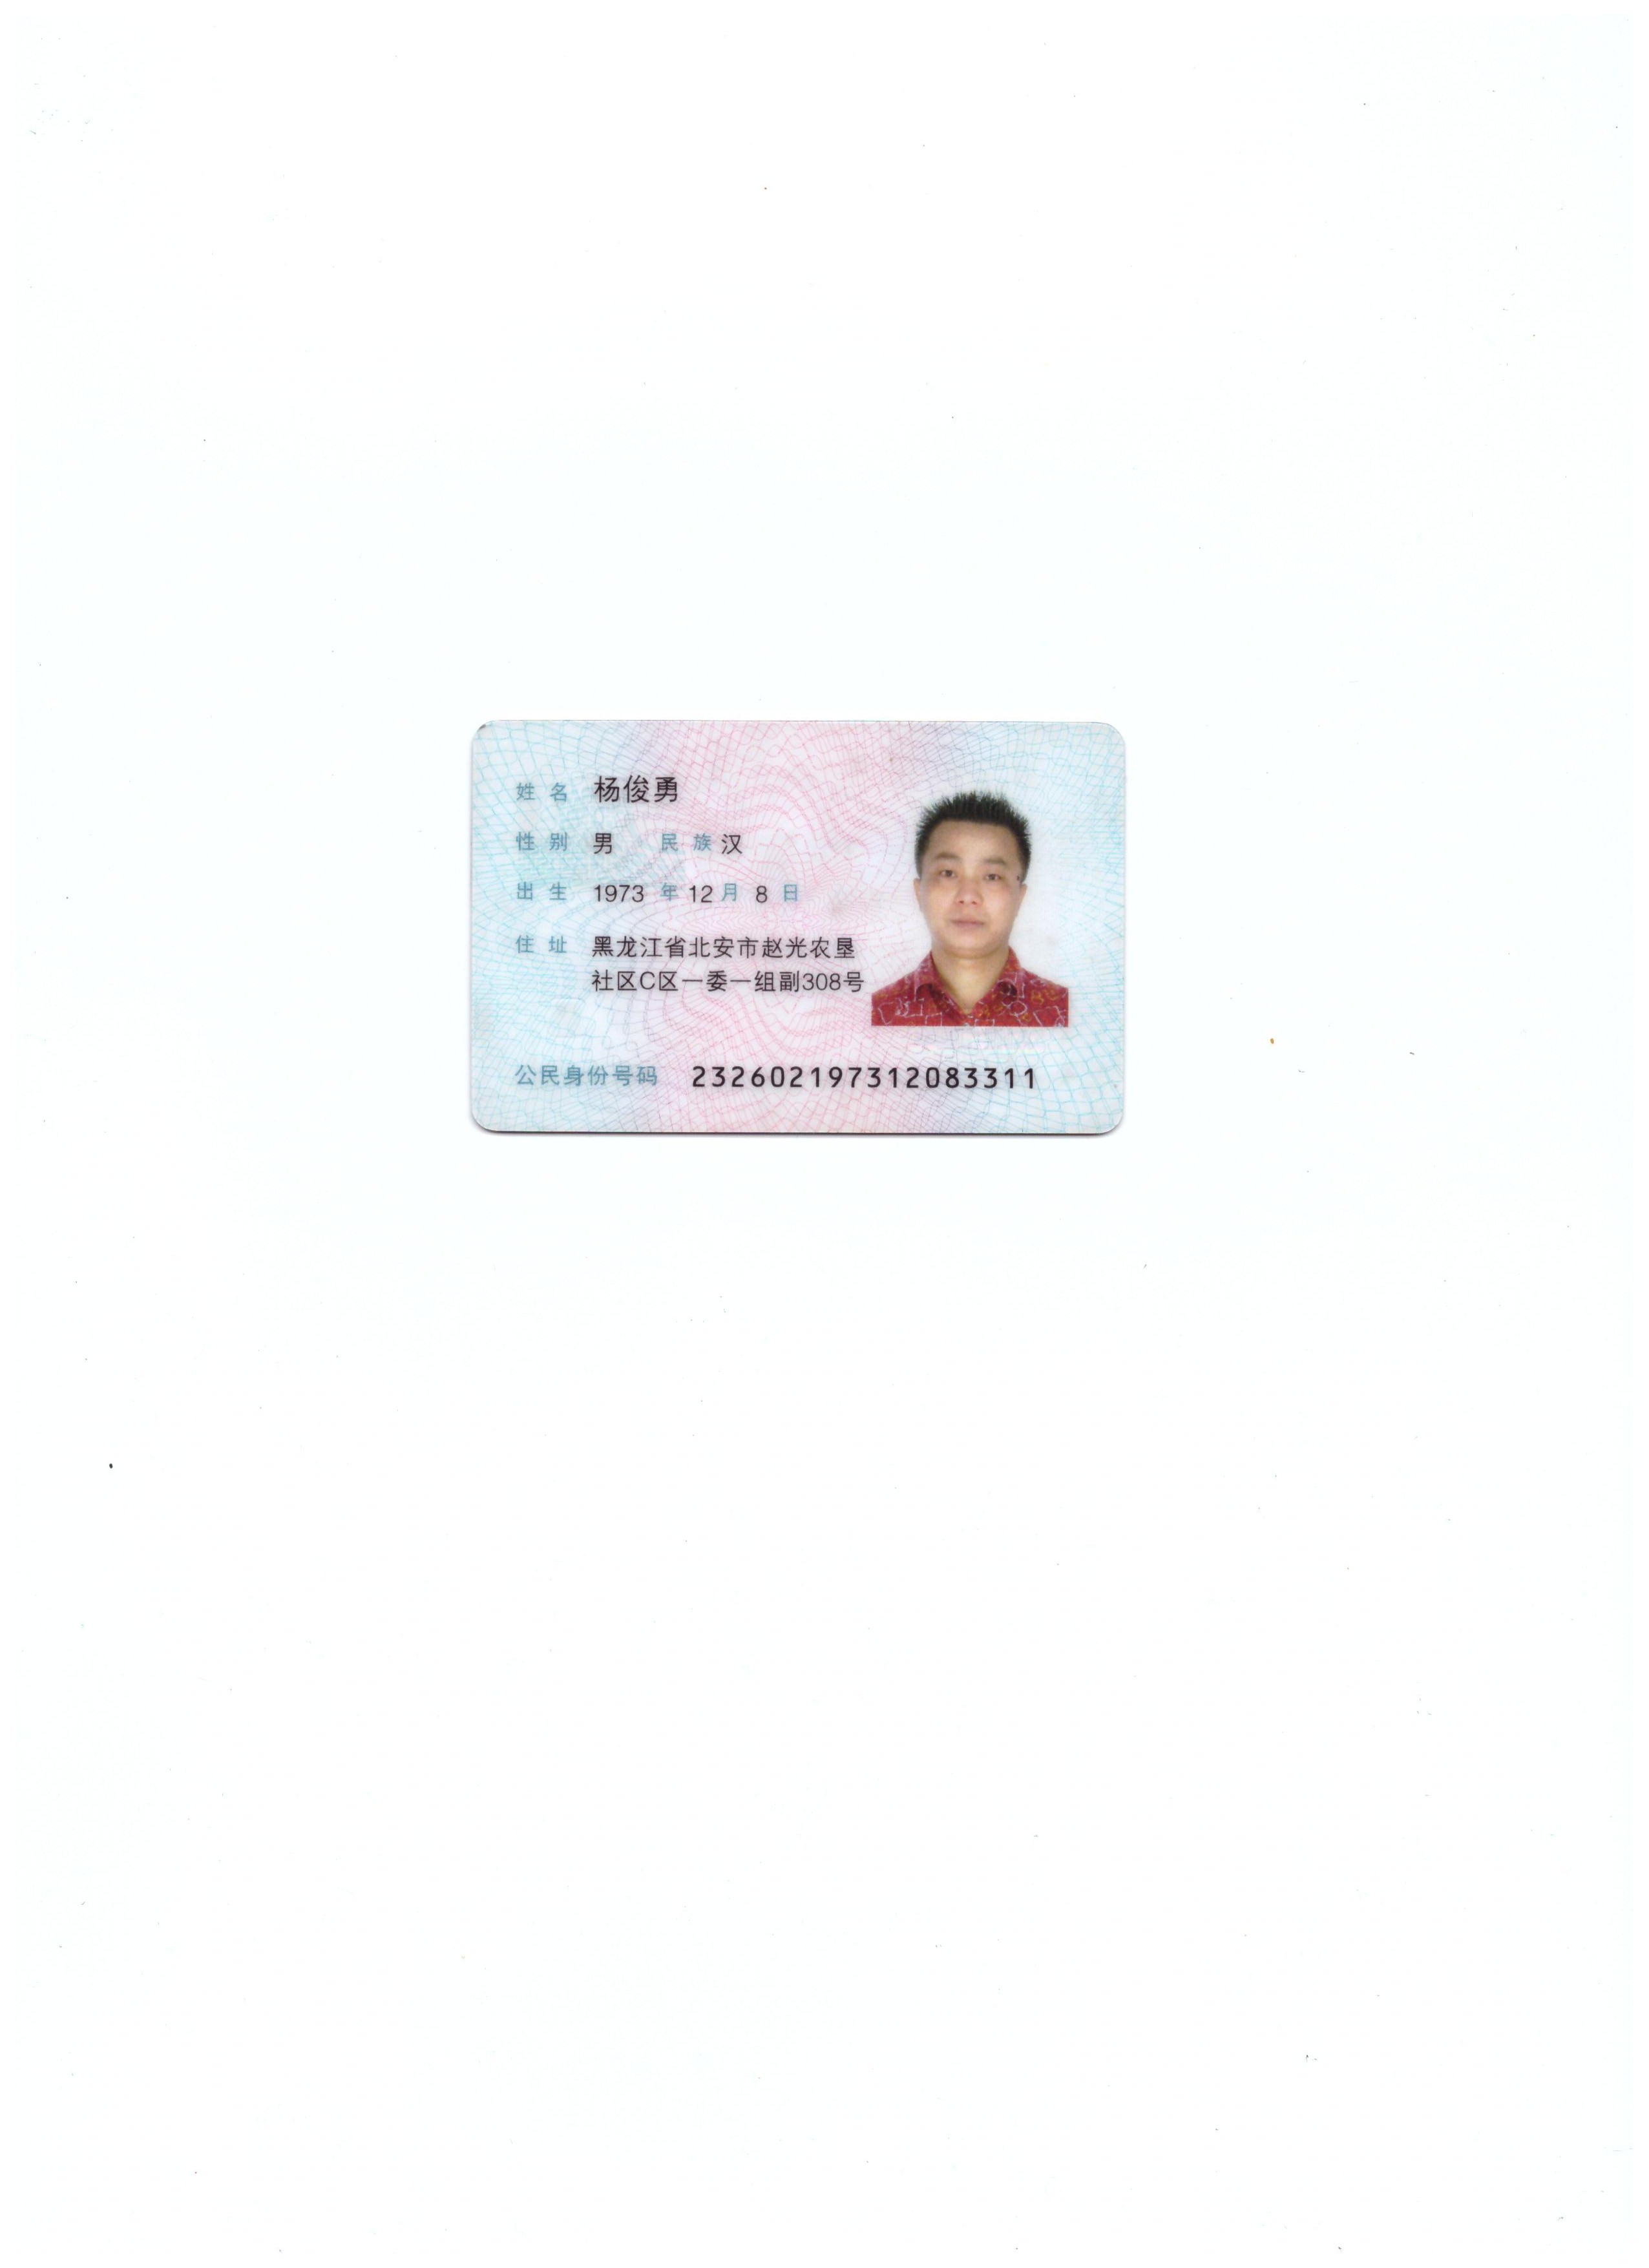 姓名 杨俊勇
性别 男 民族 汉
出生 1973 年 12 月 8 日
住址 黑龙江省北安市赵光农垦
社区C区一委一组副308号
公民身份号码 232602197312083311